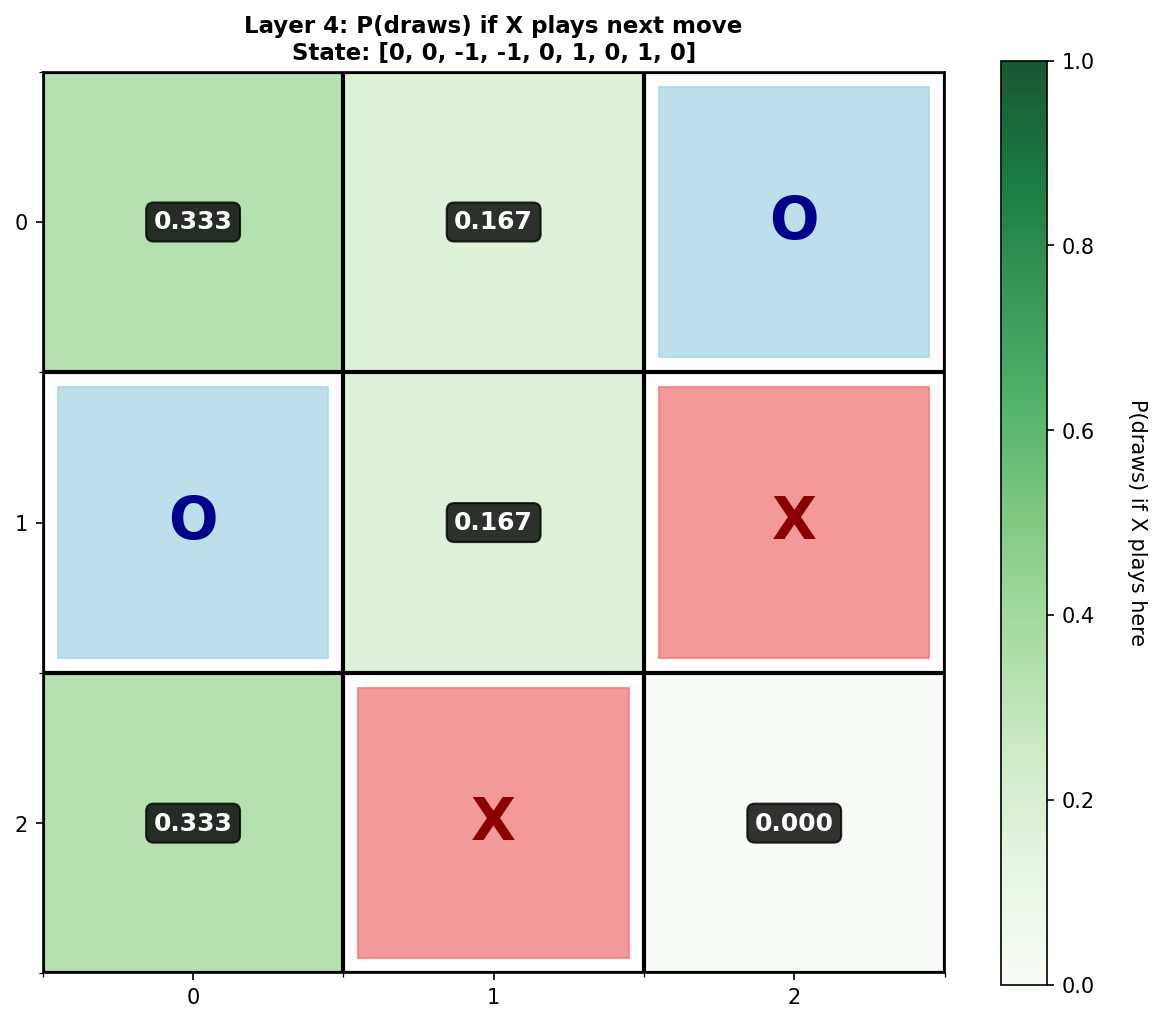 Layer 4: P(draws) if X plays next move
State: [0, 0, -1, -1, 0, 1, 0, 1, 0]
0.333
0.167
O
O
0.167
X
0.333
X
0.000
0
1
2
0
1
2
1.0
0.8
0.6
0.4
0.2
0.0
P(draws) if X plays here